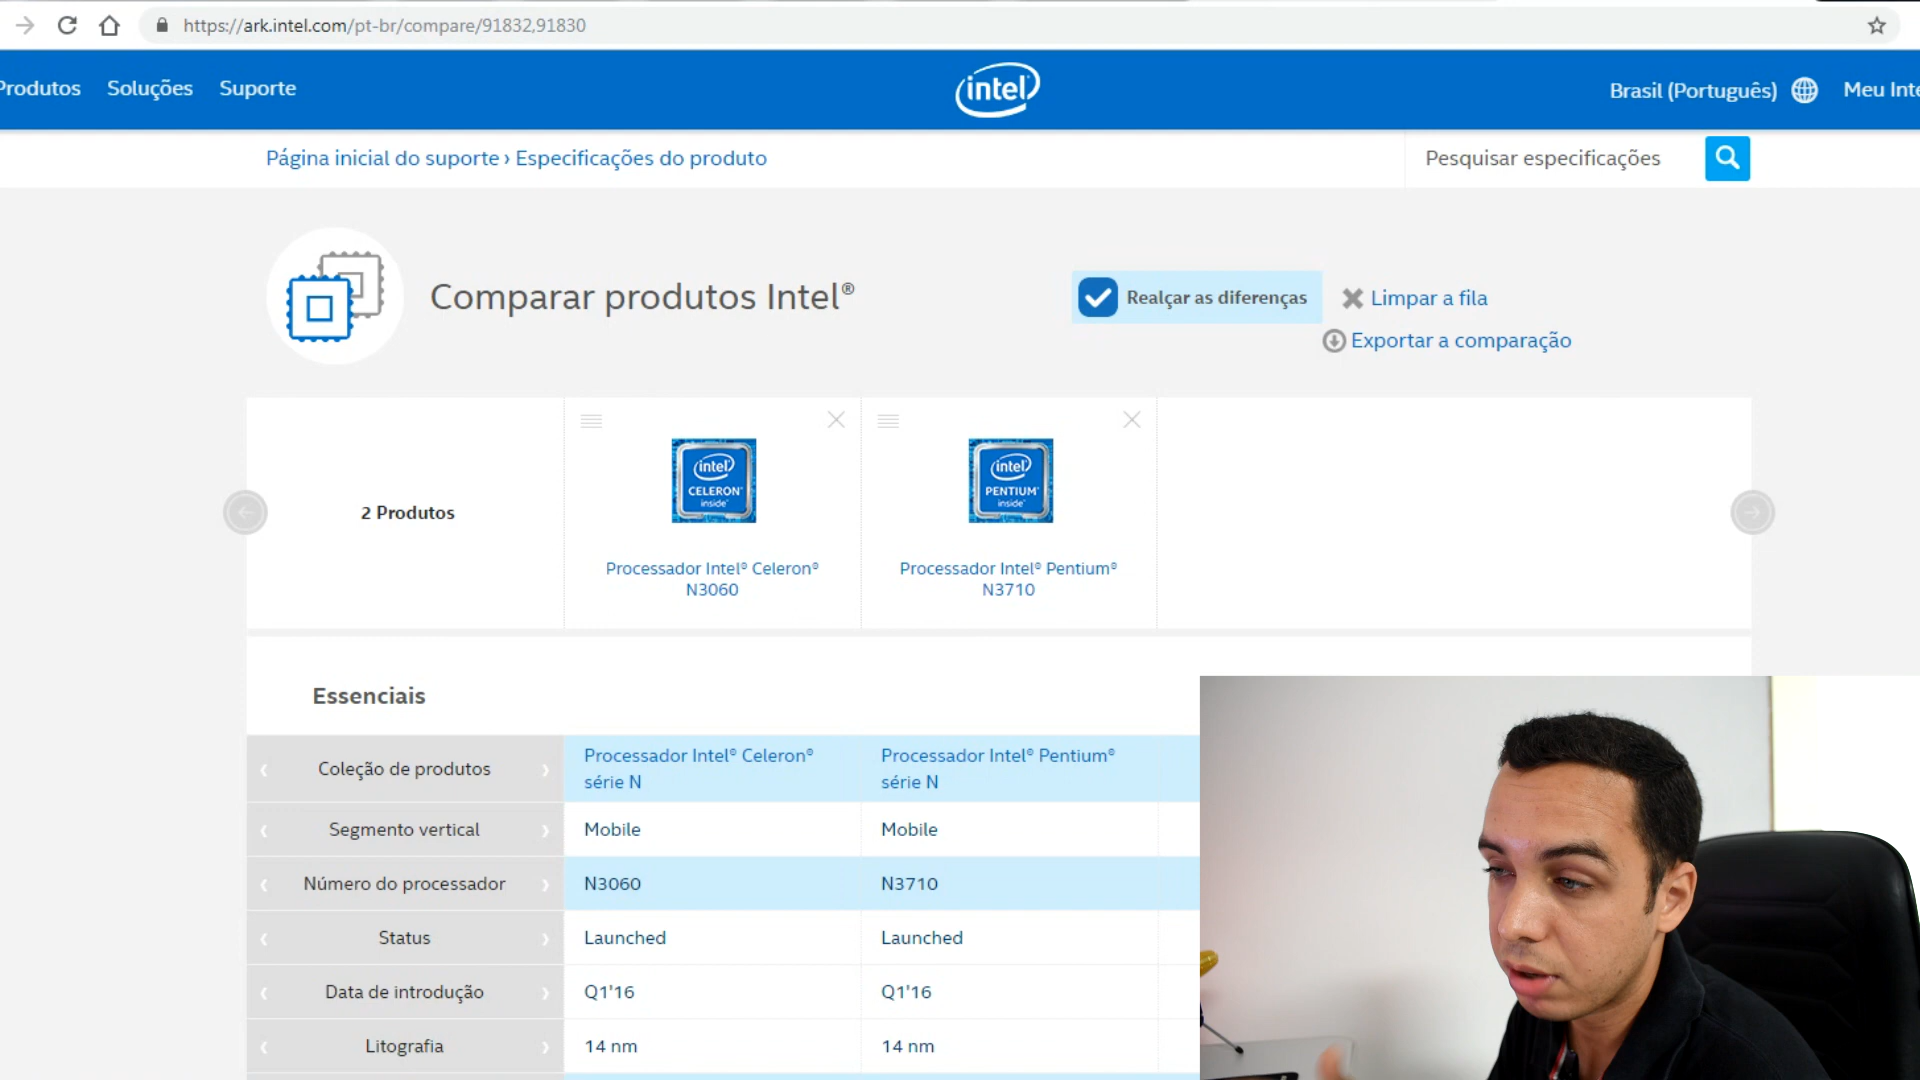 https://ark.intel.com/pt-br/compare/91832,91830
Produtos Soluções Suporte
intel
Brasil (Português)
Meu Inte
Página inicial do suporte › Especificações do produto
Pesquisar especificações
Comparar produtos Intel®
Realçar as diferenças
Limpar a fila
Exportar a comparação
2 Produtos
intel
CELERON®
inside™
Processador Intel® Celeron®
N3060
intel
PENTIUM®
inside™
Processador Intel® Pentium®
N3710
Essenciais
Coleção de produtos
Processador Intel® Celeron®
série N
Processador Intel® Pentium®
série N
Segmento vertical Mobile Mobile
Número do processador N3060 N3710
Status Launched Launched
Data de introdução Q1'16 Q1'16
Litografia 14 nm 14 nm